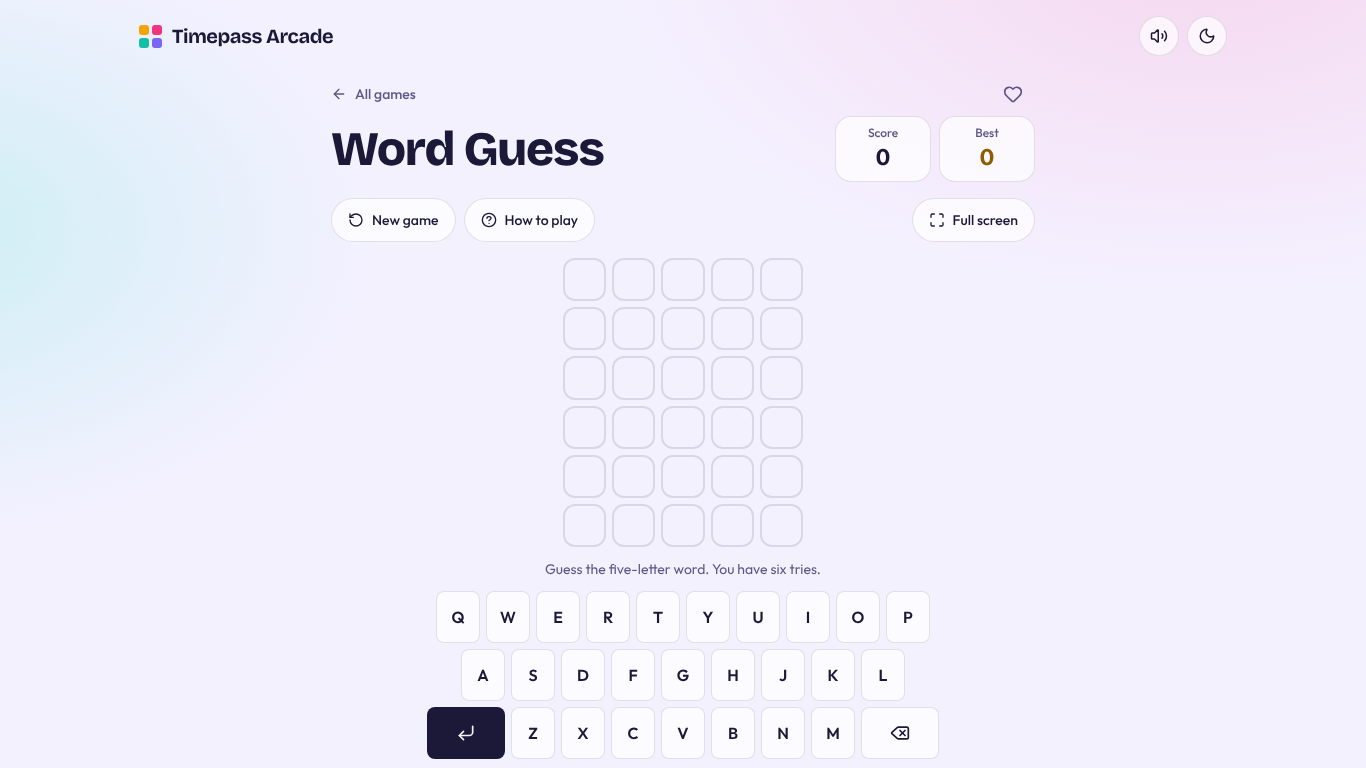 Timepass Arcade
All games
Word Guess
Score
0
Best
0
New game
How to play
Full screen
Guess the five-letter word. You have six tries.
Q W E R T Y U I O P
A S D F G H J K L
Z X C V B N M